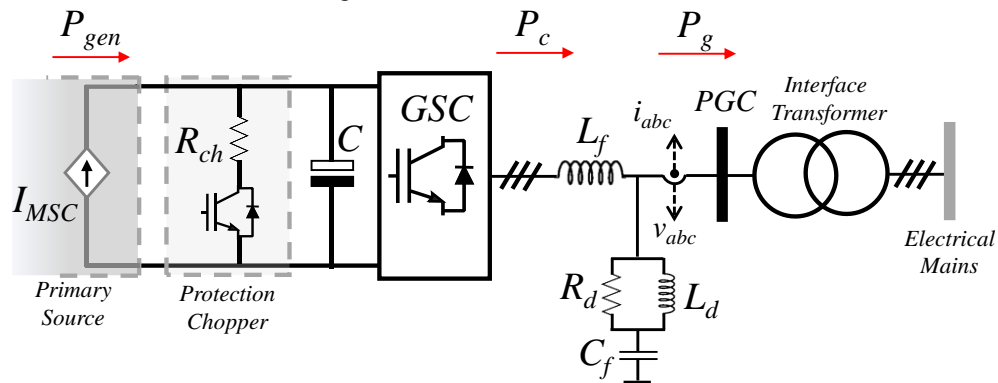 P_gen
P_c
P_g
Interface
Transformer
GSC
PGC
i_abc
R_ch
C
L_f
I_MSC
v_abc
Electrical
Mains
Primary
Source
Protection
Chopper
R_d
L_d
C_f